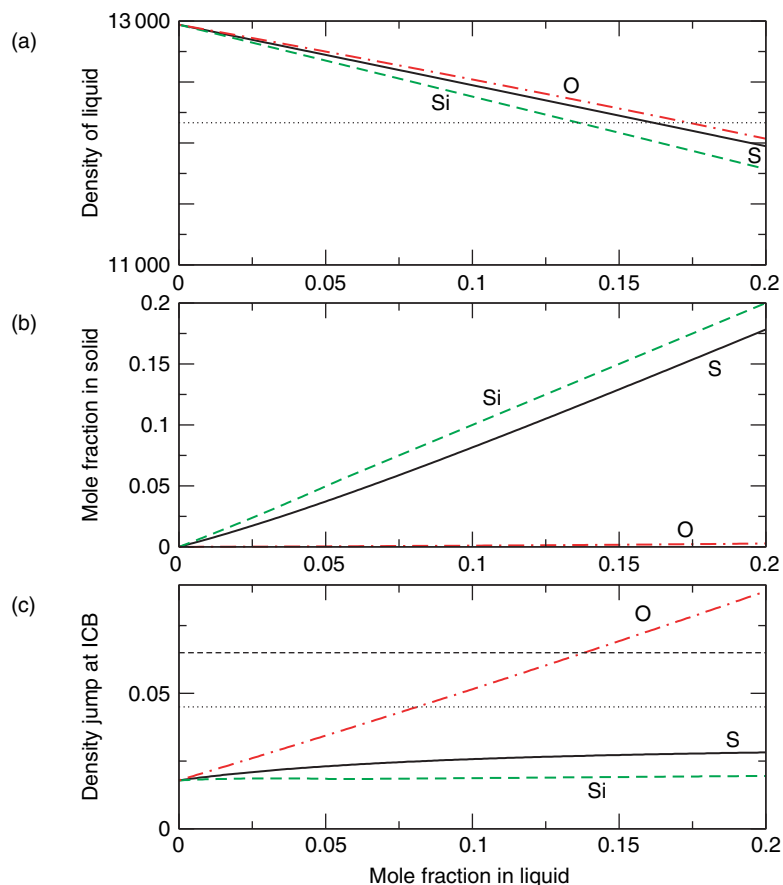 (a)
13 000
Density of liquid
O
Si
S
11 000
0
0.05
0.1
0.15
0.2
(b)
0.2
0.15
Mole fraction in solid
Si
S
0.1
0.05
O
0
0
0.05
0.1
0.15
0.2
(c)
O
Density jump at ICB
0.05
S
Si
0
0
0.05
0.1
0.15
0.2
Mole fraction in liquid